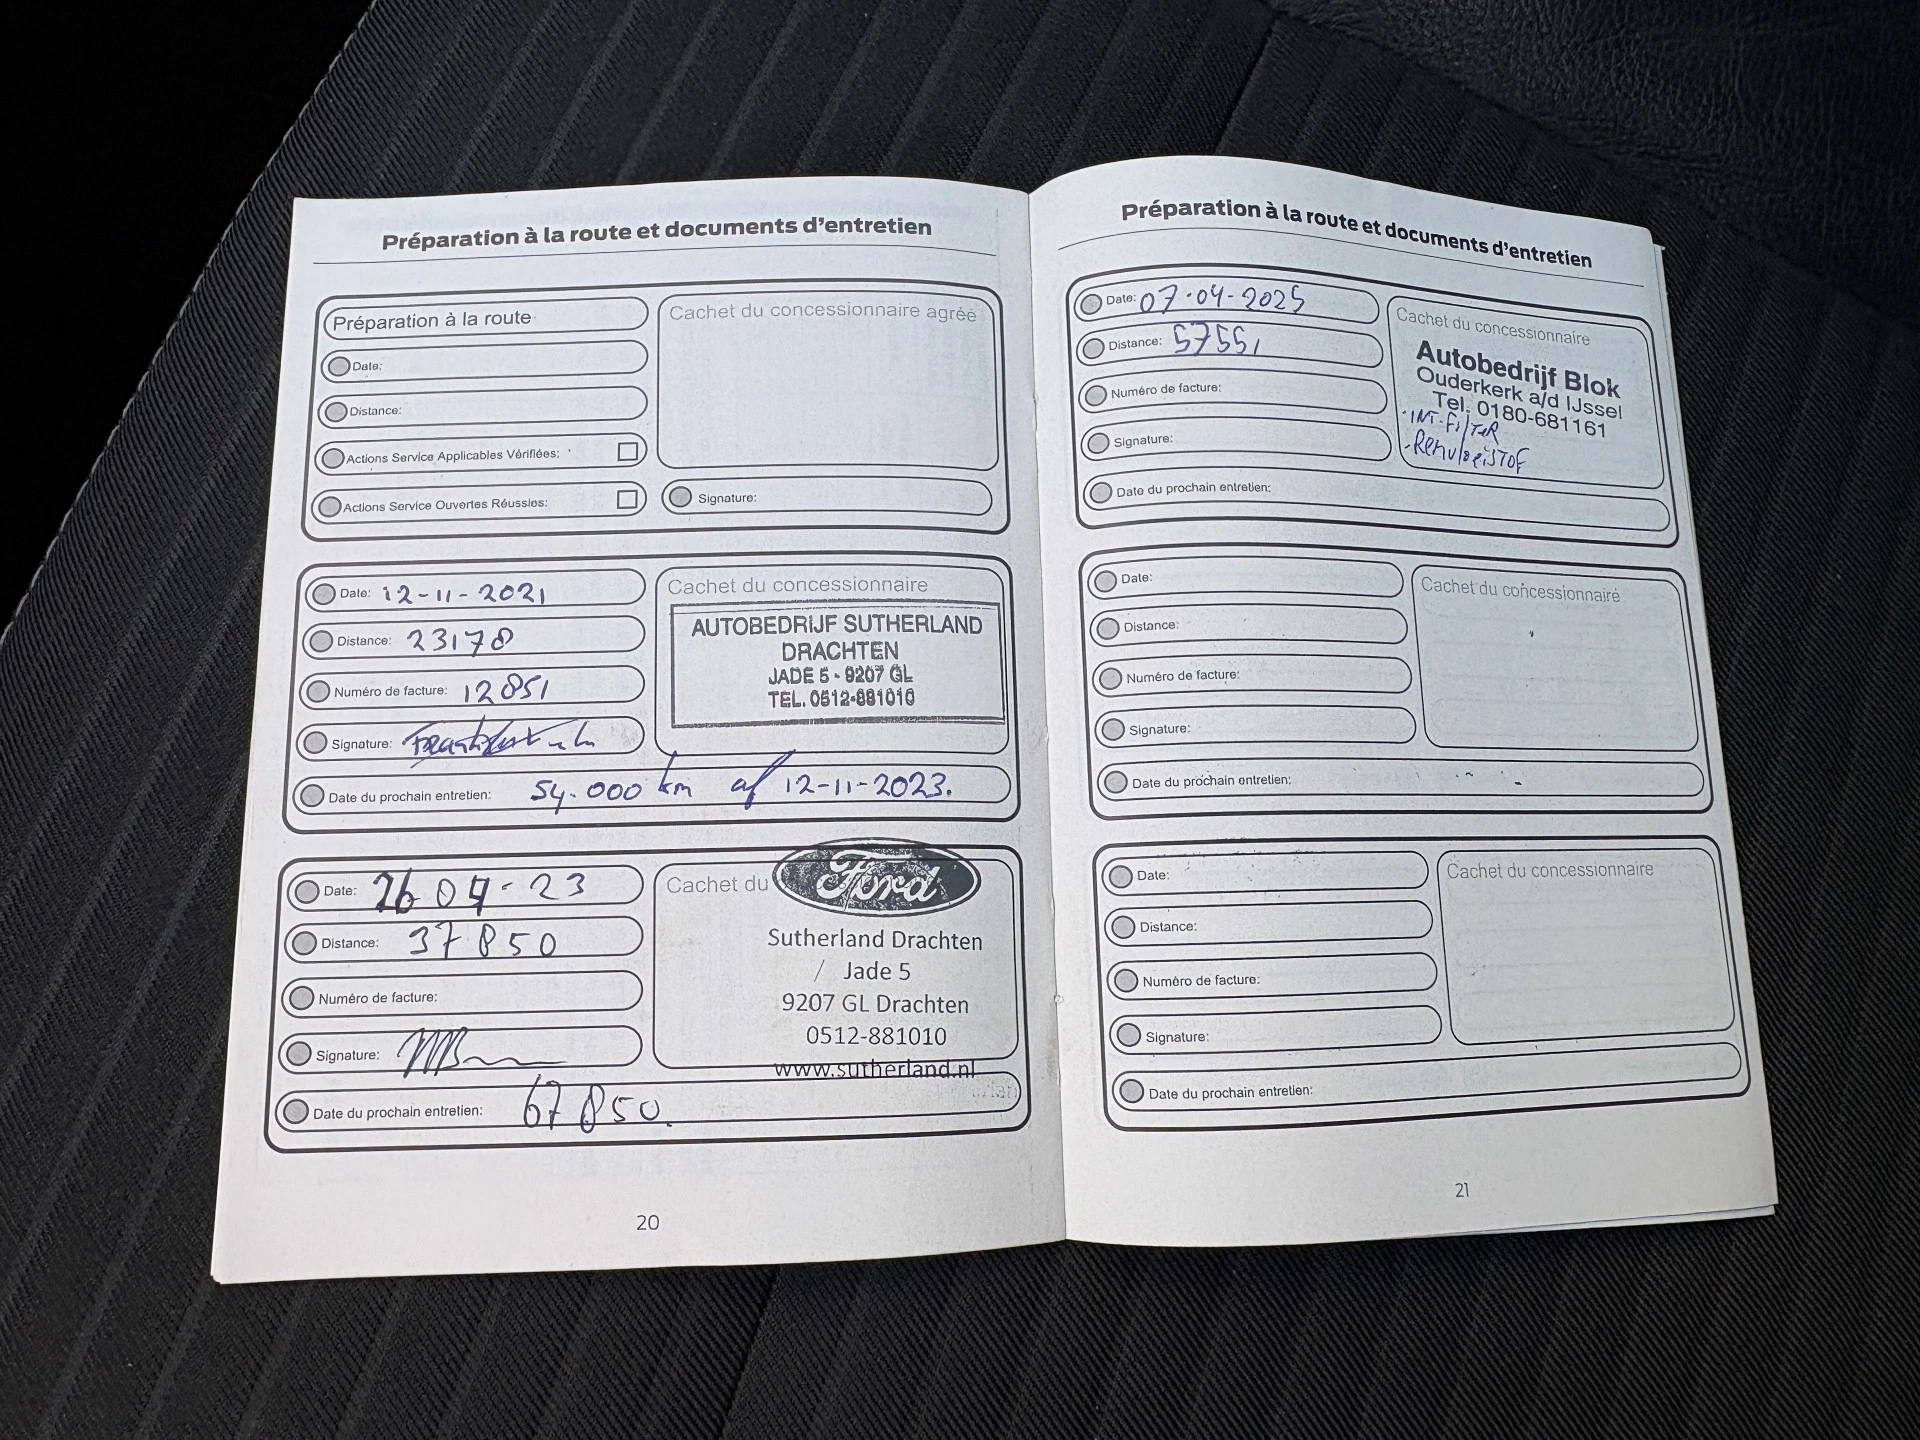 Préparation à la route et documents d'entretien
Préparation à la route
Date:
Distance:
Actions Service Applicables Vérifiées:
Actions Service Ouvertes Réussies:
Cachet du concessionnaire agréé
Signature:
Date: 12-11-2021
Distance: 23178
Numéro de facture: 12851
Signature:
Date du prochain entretien: 54.000 km of 12-11-2023.
Cachet du concessionnaire
AUTOBEDRIJF SUTHERLAND
DRACHTEN
JADE 5 - 9207 GL
TEL. 0512-881010
Date: 26 04-23
Distance: 37850
Numéro de facture:
Signature:
Date du prochain entretien: 67850.
Cachet du
Ford
Sutherland Drachten
Jade 5
9207 GL Drachten
0512-881010
www.sutherland.nl
20
Préparation à la route et documents d'entretien
Date: 07-04-2025
Distance: 57551
Numéro de facture:
Signature:
Date du prochain entretien:
Cachet du concessionnaire
Autobedrijf Blok
Ouderkerk a/d IJssel
Tel. 0180-681161
-INT-FilTeR
-RemvloeiSTOF
Date:
Distance:
Numéro de facture:
Signature:
Date du prochain entretien:
Cachet du concessionnaire
Date:
Distance:
Numéro de facture:
Signature:
Date du prochain entretien:
Cachet du concessionnaire
21